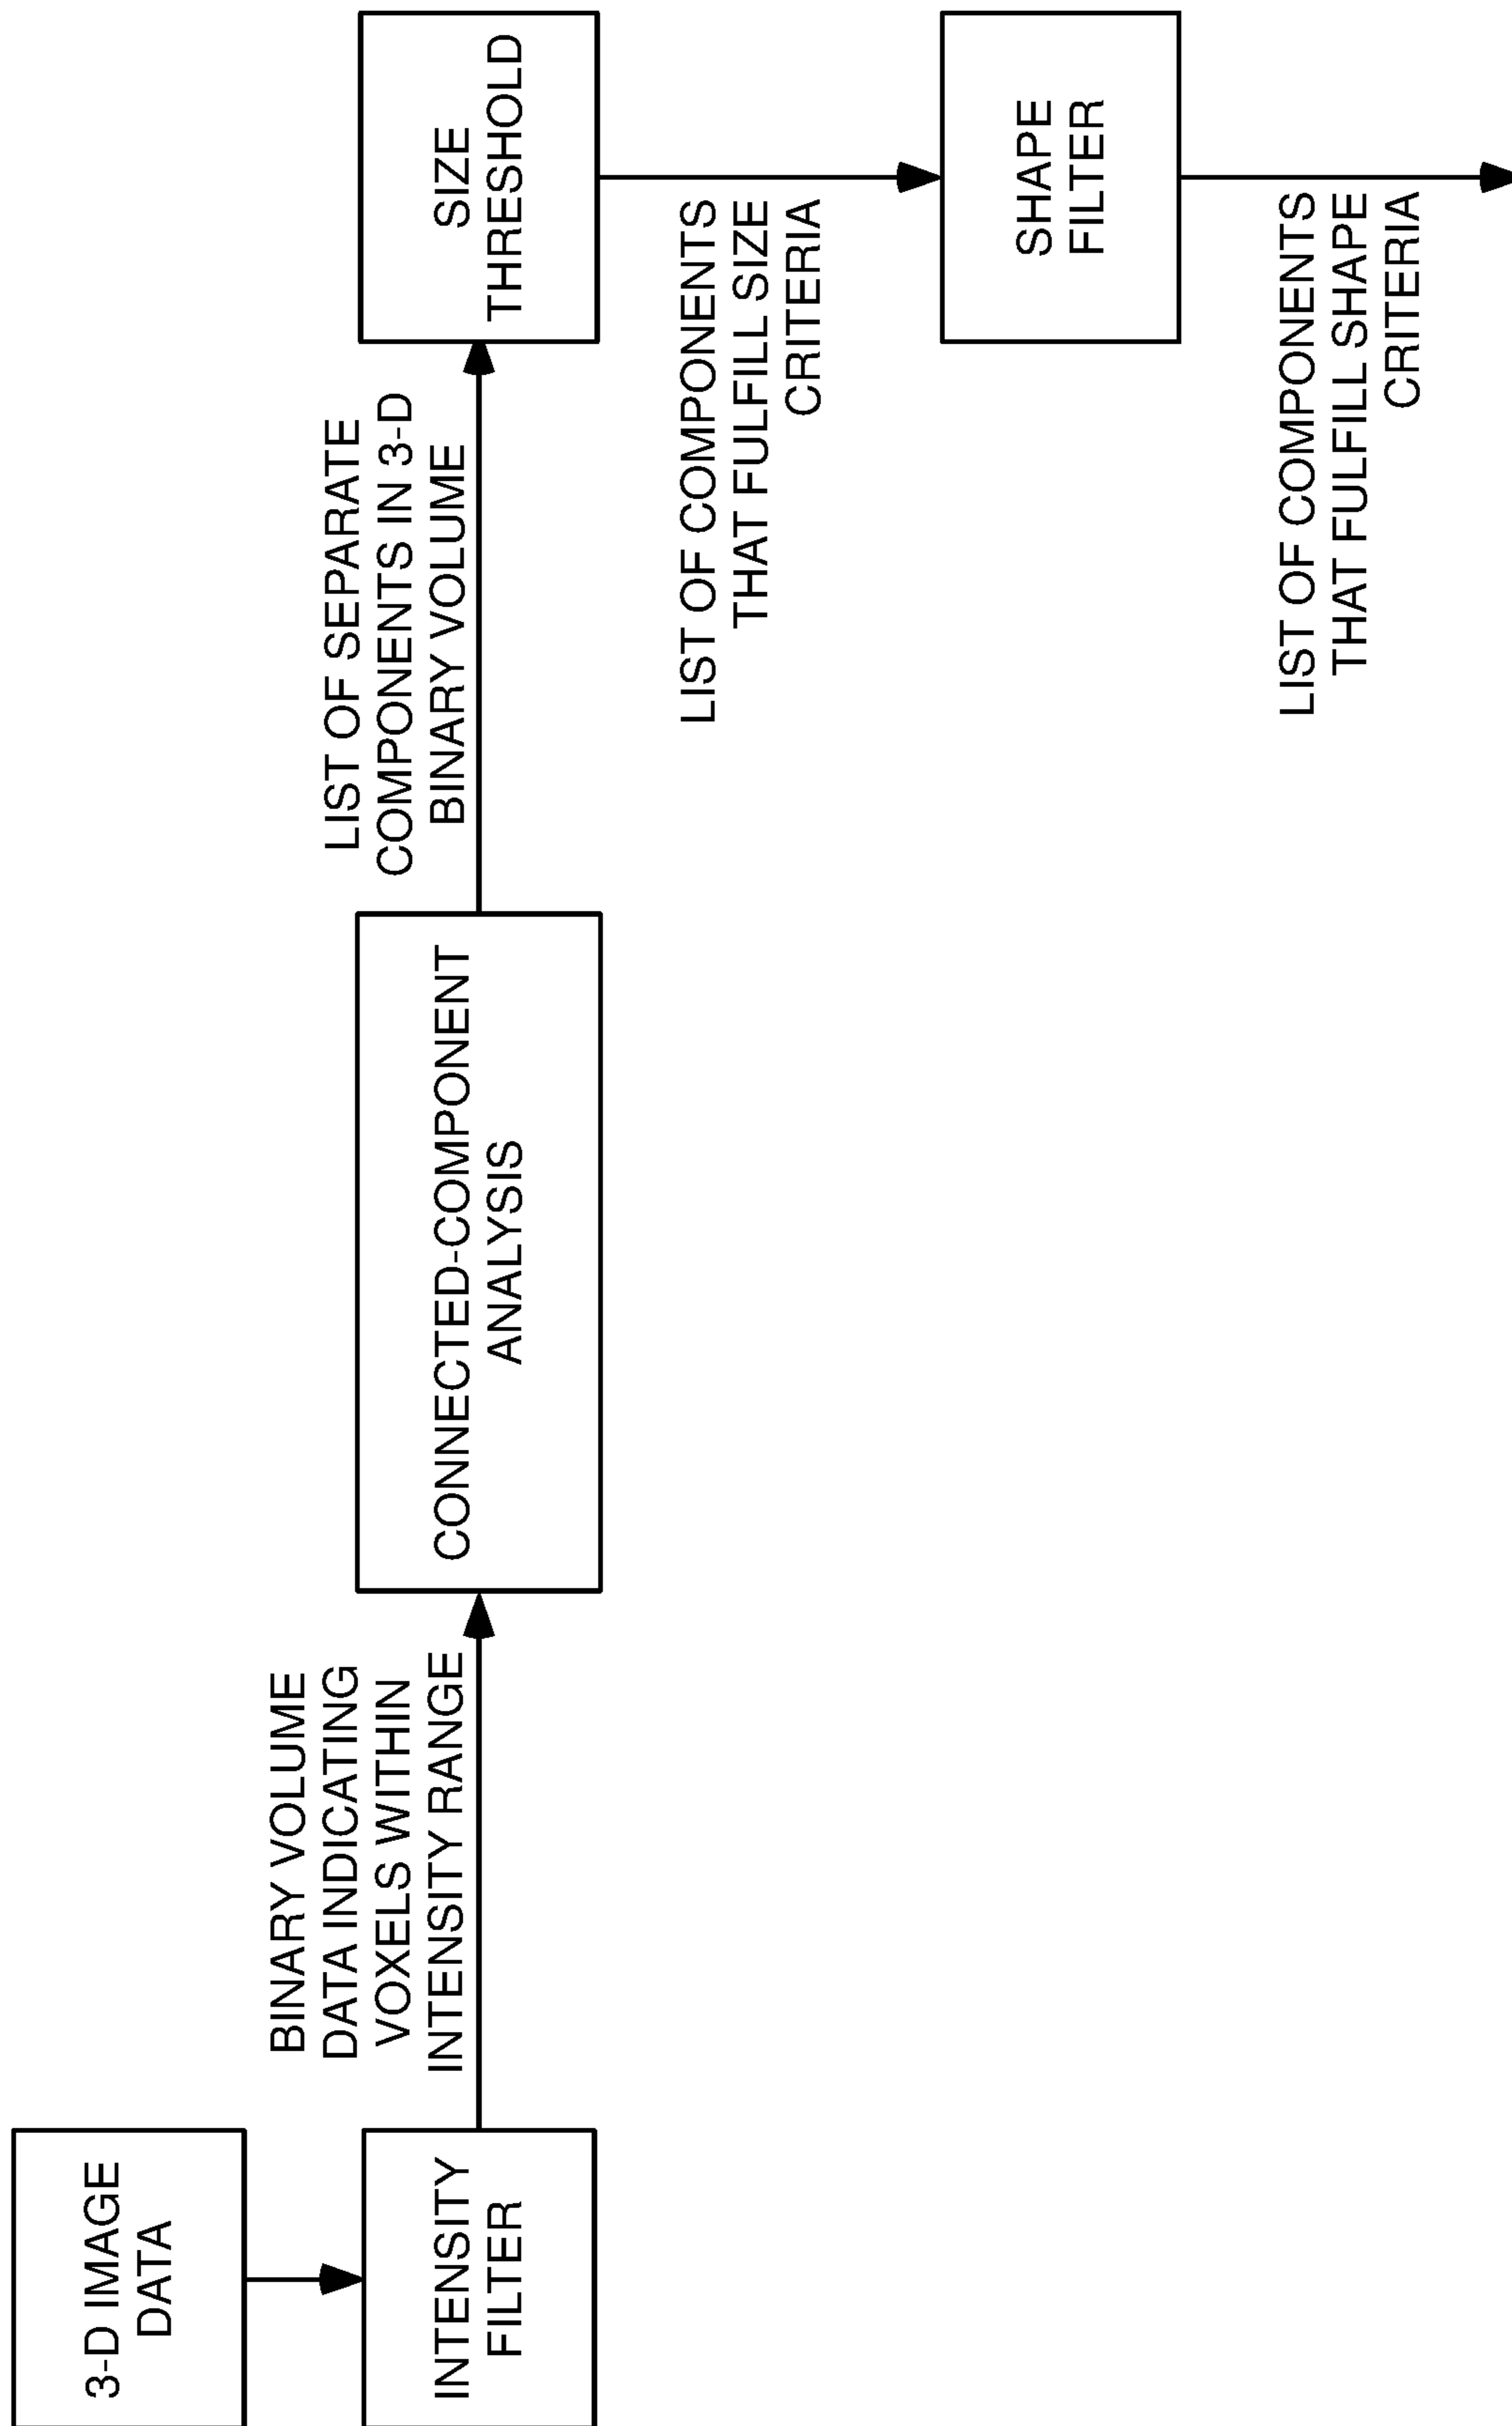 3-D IMAGE
DATA
INTENSITY
FILTER
BINARY VOLUME
DATA INDICATING
VOXELS WITHIN
INTENSITY RANGE
CONNECTED-COMPONENT
ANALYSIS
LIST OF SEPARATE
COMPONENTS IN 3-D
BINARY VOLUME
SIZE
THRESHOLD
LIST OF COMPONENTS
THAT FULFILL SIZE
CRITERIA
SHAPE
FILTER
LIST OF COMPONENTS
THAT FULFILL SHAPE
CRITERIA